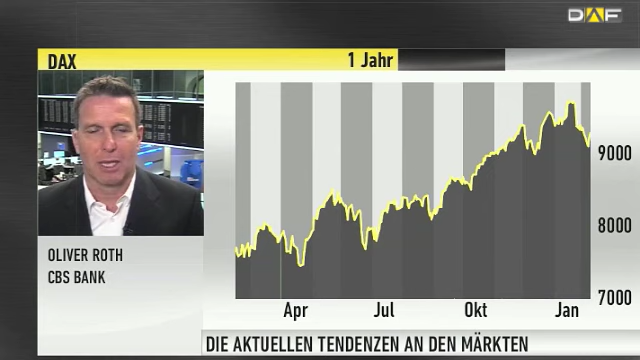 DAF
DAX 1 Jahr
9000
8000
7000
Apr Jul Okt Jan
OLIVER ROTH
CBS BANK
DIE AKTUELLEN TENDENZEN AN DEN MÄRKTEN